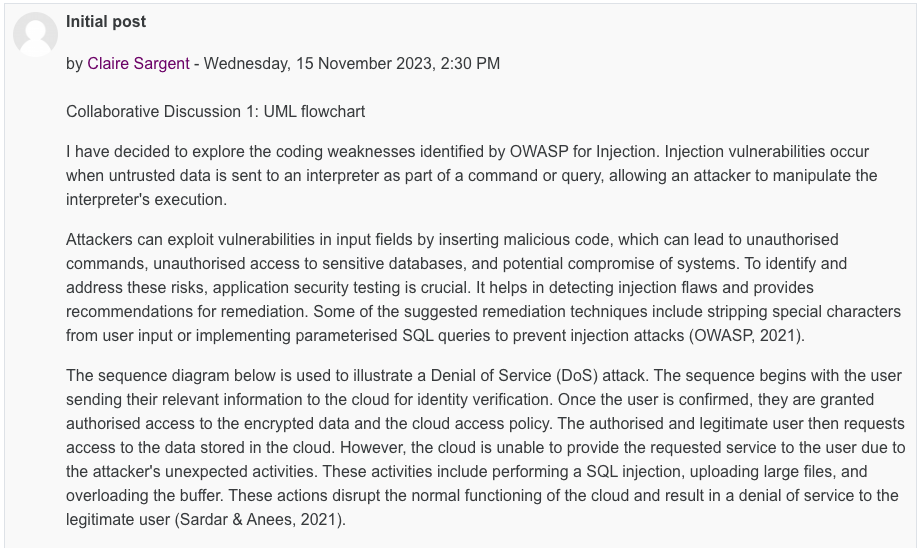 Initial post
by Claire Sargent - Wednesday, 15 November 2023, 2:30 PM
Collaborative Discussion 1: UML flowchart
I have decided to explore the coding weaknesses identified by OWASP for Injection. Injection vulnerabilities occur
when untrusted data is sent to an interpreter as part of a command or query, allowing an attacker to manipulate the
interpreter's execution.
Attackers can exploit vulnerabilities in input fields by inserting malicious code, which can lead to unauthorised
commands, unauthorised access to sensitive databases, and potential compromise of systems. To identify and
address these risks, application security testing is crucial. It helps in detecting injection flaws and provides
recommendations for remediation. Some of the suggested remediation techniques include stripping special characters
from user input or implementing parameterised SQL queries to prevent injection attacks (OWASP, 2021).
The sequence diagram below is used to illustrate a Denial of Service (DoS) attack. The sequence begins with the user
sending their relevant information to the cloud for identity verification. Once the user is confirmed, they are granted
authorised access to the encrypted data and the cloud access policy. The authorised and legitimate user then requests
access to the data stored in the cloud. However, the cloud is unable to provide the requested service to the user due to
the attacker's unexpected activities. These activities include performing a SQL injection, uploading large files, and
overloading the buffer. These actions disrupt the normal functioning of the cloud and result in a denial of service to the
legitimate user (Sardar & Anees, 2021).